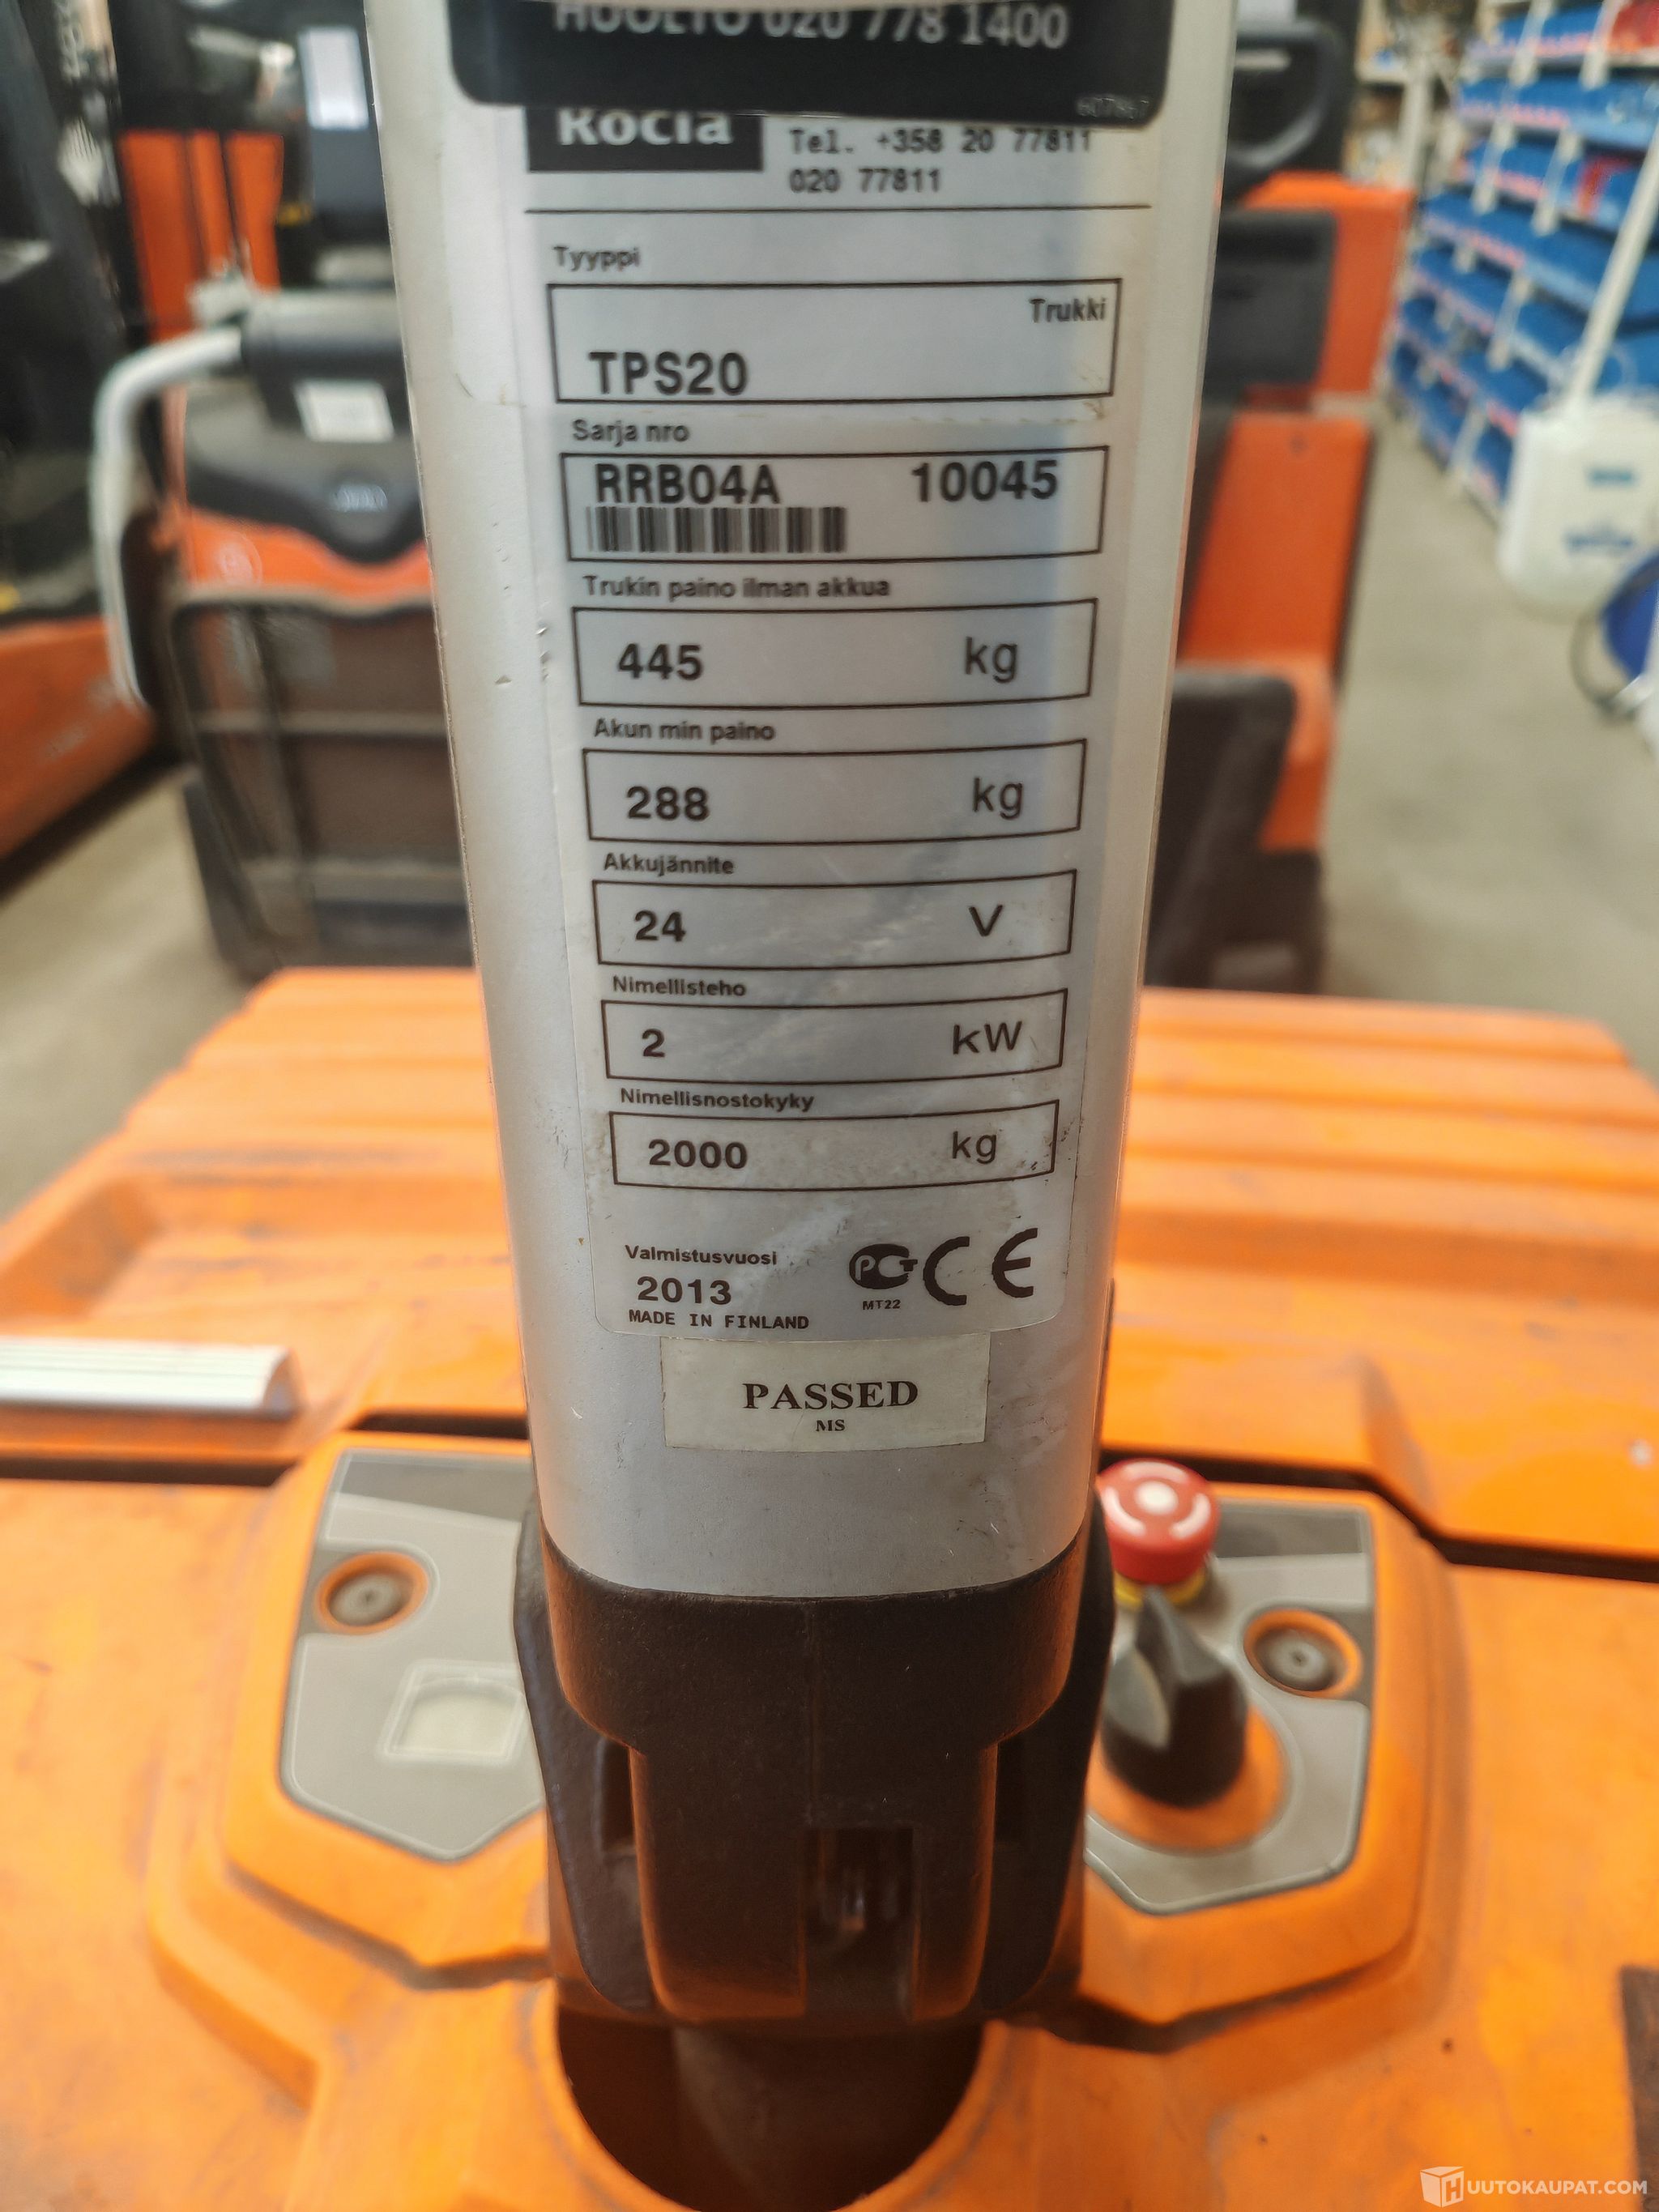 HUOLTO 020 778 1400
Rocla
Tel. +358 20 77811
020 77811
Tyyppi
Trukki
TPS20
Sarja nro
RRB04A 10045
Trukin paino ilman akkua
445 kg
Akun min paino
288 kg
Akkujännite
24 V
Nimellisteho
2 kW
Nimellisnostokyky
2000 kg
Valmistusvuosi
2013
MADE IN FINLAND
PCT
MT22
CE
PASSED
MS
HUUTOKAUPAT.COM